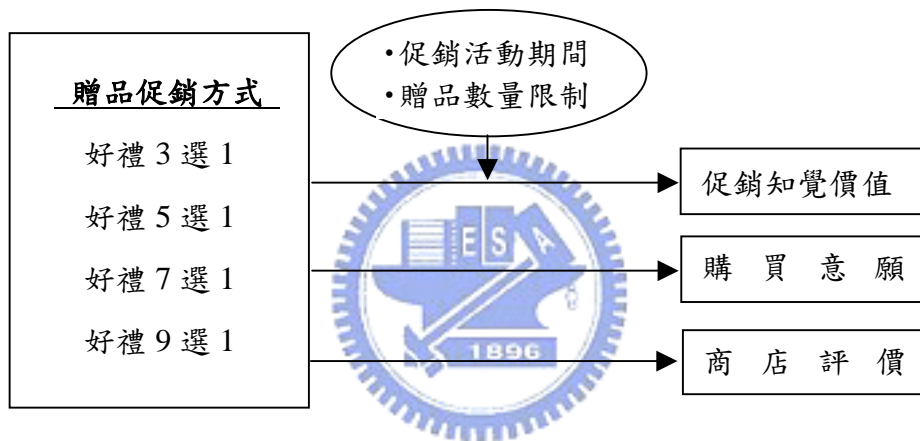 贈品促銷方式
好禮 3 選 1
好禮 5 選 1
好禮 7 選 1
好禮 9 選 1
•促銷活動期間
•贈品數量限制
促銷知覺價值
購買意願
商店評價
E S A
1896